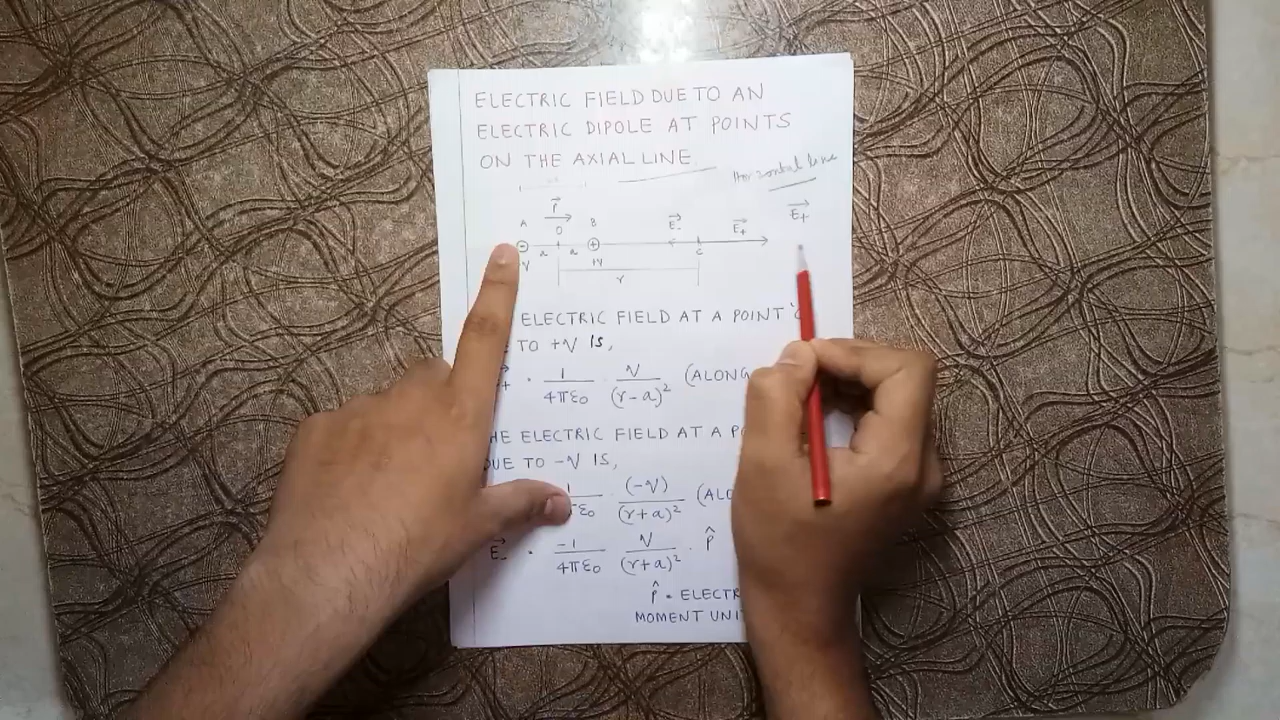 ELECTRIC FIELD DUE TO AN
ELECTRIC DIPOLE AT POINTS
ON THE AXIAL LINE
Horizontal line
E₊
A P B E₋ E₊
O
⊖ a a ⊕ C
+q
r
ELECTRIC FIELD AT A POINT 'C
TO +q IS,
1/4πε₀ · q/(r-a)² (ALONG
HE ELECTRIC FIELD AT A P
DUE TO -q IS,
(-q)/(r+a)² (ALO
E₋ = -1/4πε₀ q/(r+a)² · p̂
p̂ = ELECTR
MOMENT UNI